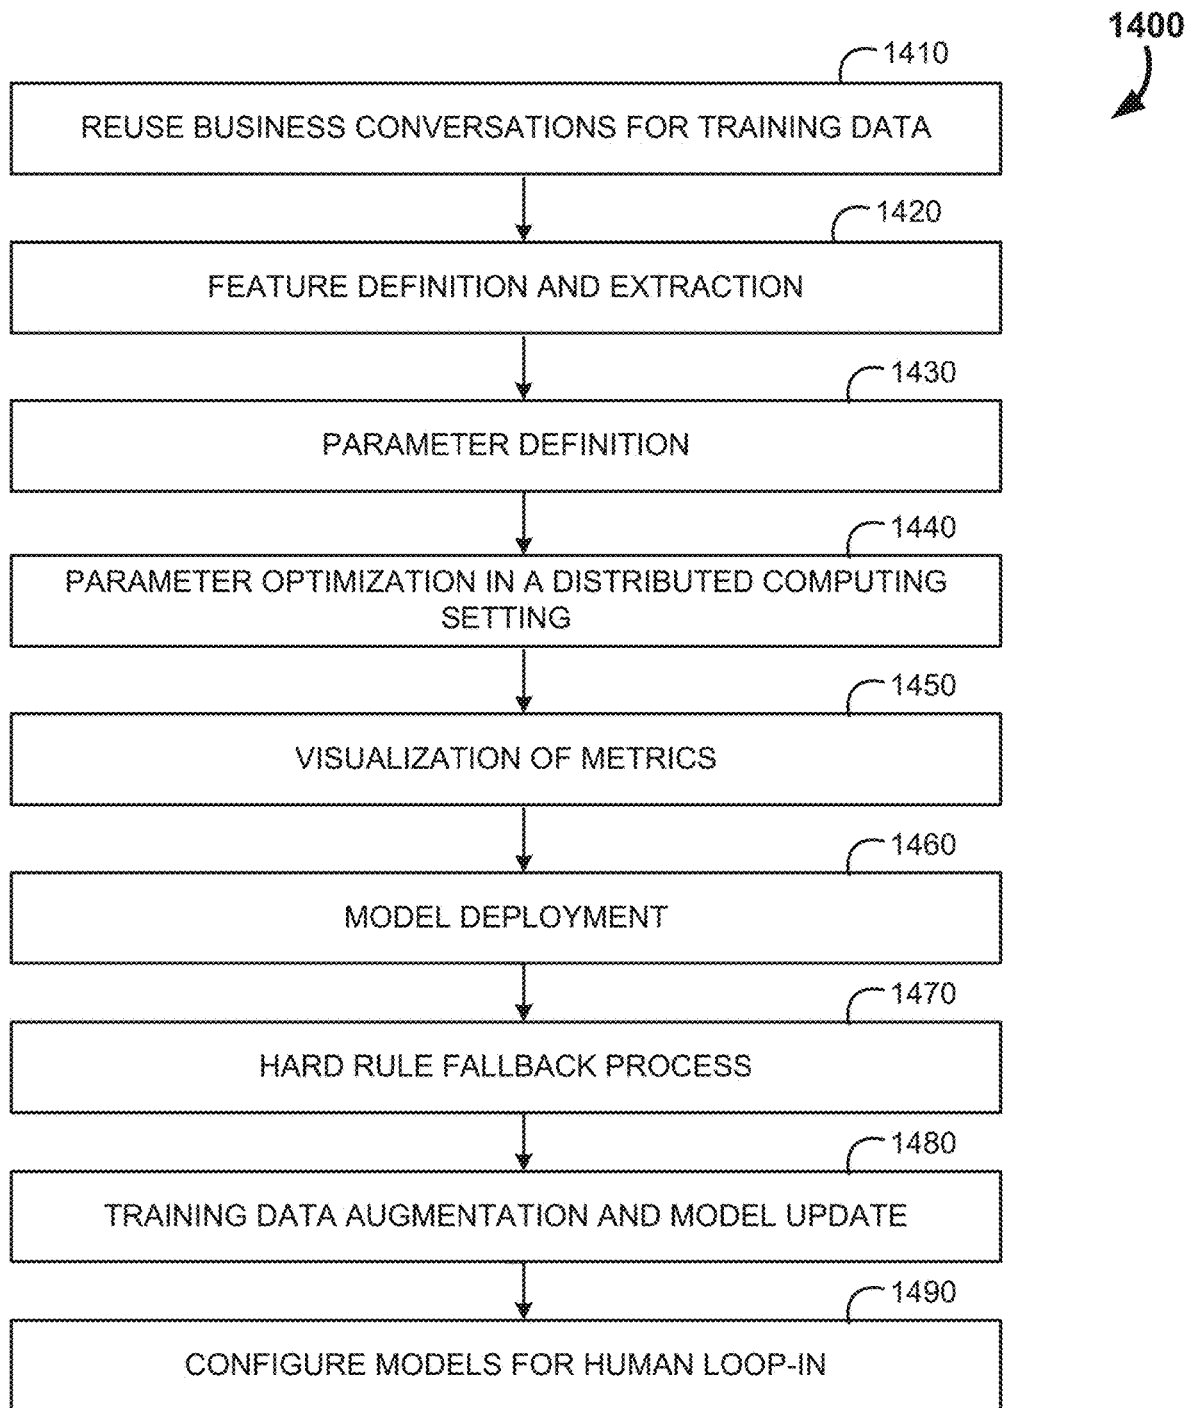 1400
1410
REUSE BUSINESS CONVERSATIONS FOR TRAINING DATA
1420
FEATURE DEFINITION AND EXTRACTION
1430
PARAMETER DEFINITION
1440
PARAMETER OPTIMIZATION IN A DISTRIBUTED COMPUTING
SETTING
1450
VISUALIZATION OF METRICS
1460
MODEL DEPLOYMENT
1470
HARD RULE FALLBACK PROCESS
1480
TRAINING DATA AUGMENTATION AND MODEL UPDATE
1490
CONFIGURE MODELS FOR HUMAN LOOP-IN